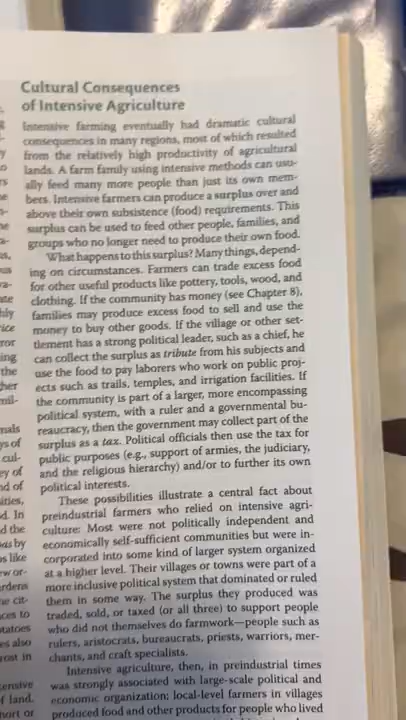 Cultural Consequences
of Intensive Agriculture
Intensive farming eventually had dramatic cultural
consequences in many regions, most of which resulted
from the relatively high productivity of agricultural
lands. A farm family using intensive methods can usu-
ally feed many more people than just its own mem-
bers. Intensive farmers can produce a surplus over and
above their own subsistence (food) requirements. This
surplus can be used to feed other people, families, and
groups who no longer need to produce their own food.
What happens to this surplus? Many things, depend-
ing on circumstances. Farmers can trade excess food
for other useful products like pottery, tools, wood, and
clothing. If the community has money (see Chapter 8),
families may produce excess food to sell and use the
money to buy other goods. If the village or other set-
tlement has a strong political leader, such as a chief, he
can collect the surplus as tribute from his subjects and
use the food to pay laborers who work on public proj-
ects such as trails, temples, and irrigation facilities. If
the community is part of a larger, more encompassing
political system, with a ruler and a governmental bu-
reaucracy, then the government may collect part of the
surplus as a tax. Political officials then use the tax for
public purposes (e.g., support of armies, the judiciary,
and the religious hierarchy) and/or to further its own
political interests.
These possibilities illustrate a central fact about
preindustrial farmers who relied on intensive agri-
culture: Most were not politically independent and
economically self-sufficient communities but were in-
corporated into some kind of larger system organized
at a higher level. Their villages or towns were part of a
more inclusive political system that dominated or ruled
them in some way. The surplus they produced was
traded, sold, or taxed (or all three) to support people
who did not themselves do farmwork—people such as
rulers, aristocrats, bureaucrats, priests, warriors, mer-
chants, and craft specialists.
Intensive agriculture, then, in preindustrial times
was strongly associated with large-scale political and
economic organization: local-level farmers in villages
produced food and other products for people who lived